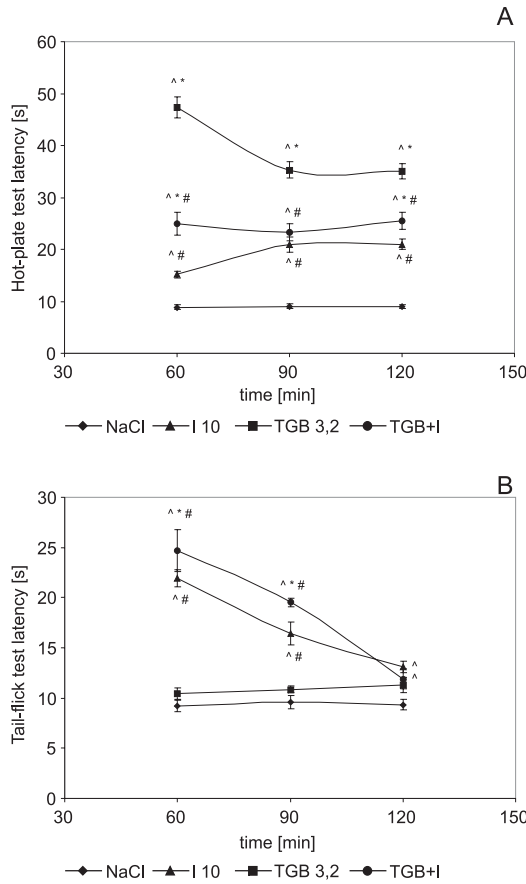 A
Hot-plate test latency [s]
60
50
40
30
20
10
0
^ *
^ *
^ *
^ * #
^ #
^ * #
^ #
^ #
^ #
30
60
90
120
150
time [min]
NaCl
I 10
TGB 3,2
TGB+I
B
Tail-flick test latency [s]
30
25
20
15
10
5
0
^ * #
^ #
^ * #
^ #
^
^
30
60
90
120
150
time [min]
NaCl
I 10
TGB 3,2
TGB+I